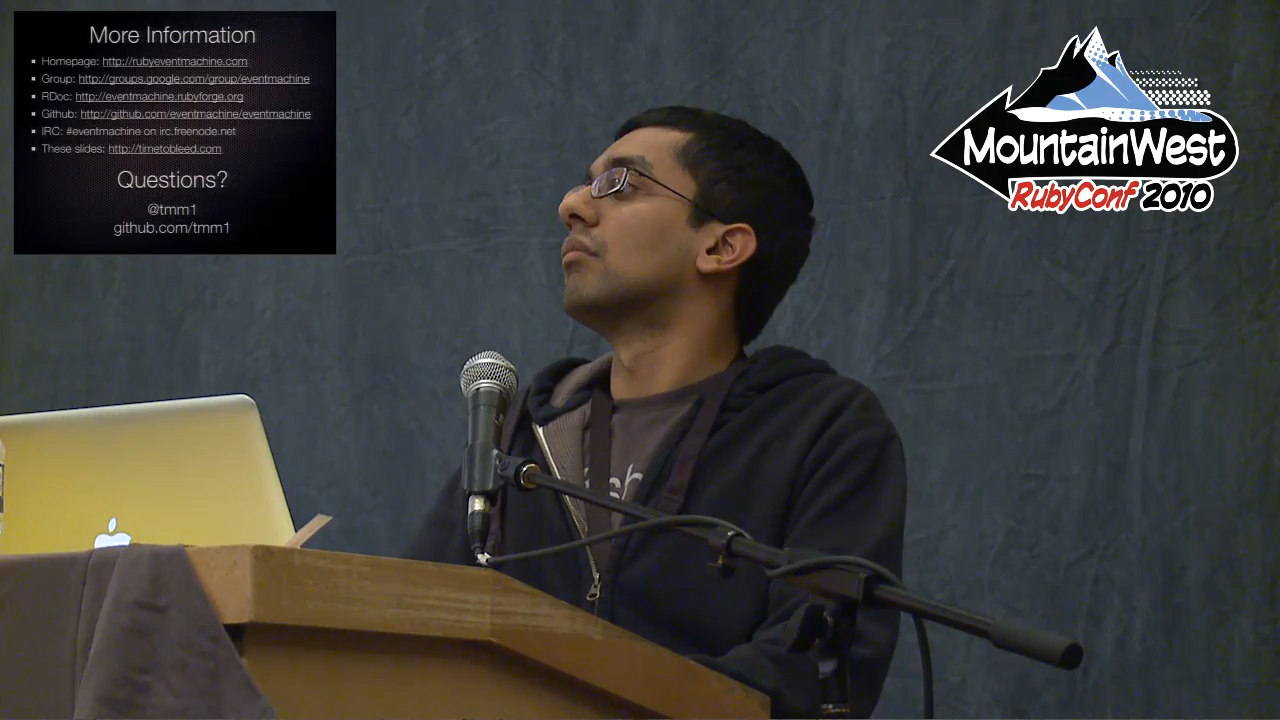 More Information
Homepage: http://rubyeventmachine.com
Group: http://groups.google.com/group/eventmachine
RDoc: http://eventmachine.rubyforge.org
Github: http://github.com/eventmachine/eventmachine
IRC: #eventmachine on irc.freenode.net
These slides: http://timetobleed.com
Questions?
@tmm1
github.com/tmm1
MountainWest
RubyConf 2010